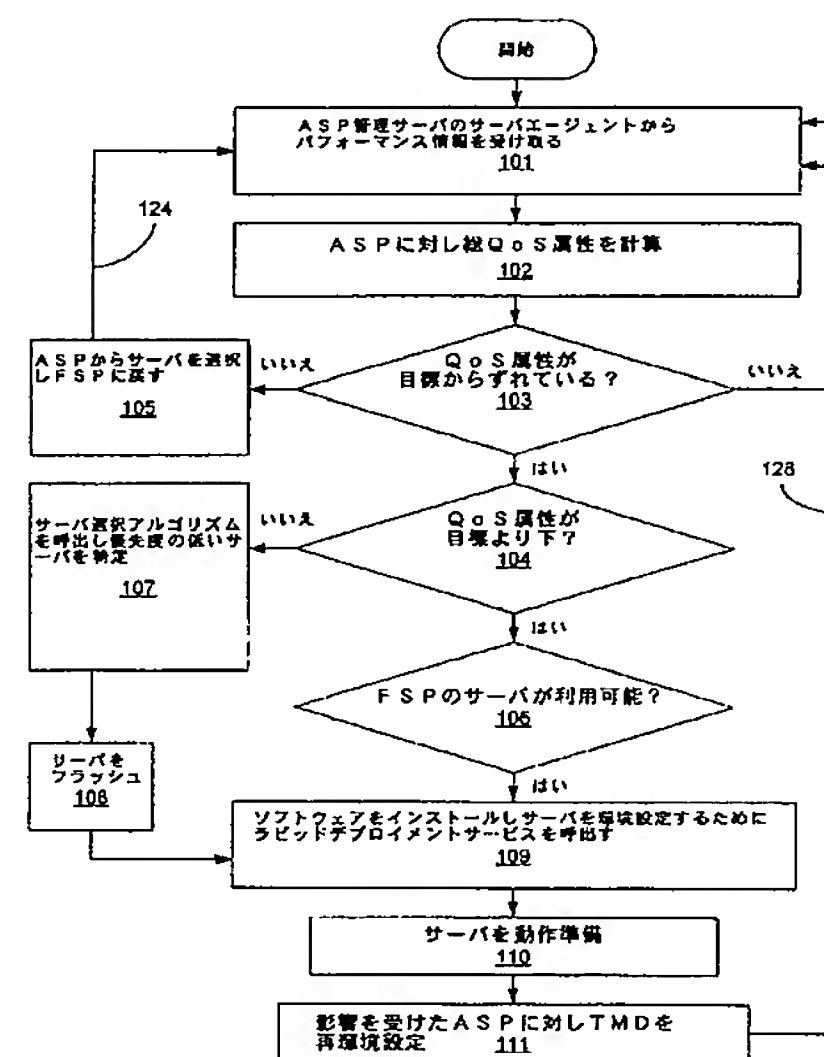 開始
ASP管理サーバのサーバエージェントから
パフォーマンス情報を受け取る
101
124
ASPに対し総QoS属性を計算
102
ASPからサーバを選択
しFSPに戻す
105
いいえ
QoS属性が
目標からずれている?
103
いいえ
はい
128
サーバ選択アルゴリズム
を呼出し優先度の低いサ
ーバを特定
107
いいえ
QoS属性が
目標より下?
104
はい
FSPのサーバが利用可能?
106
はい
サーバを
フラッシュ
108
ソフトウェアをインストールしサーバを環境設定するために
ラピッドデプロイメントサービスを呼出す
109
サーバを動作準備
110
影響を受けたASPに対しTMDを
再環境設定
111